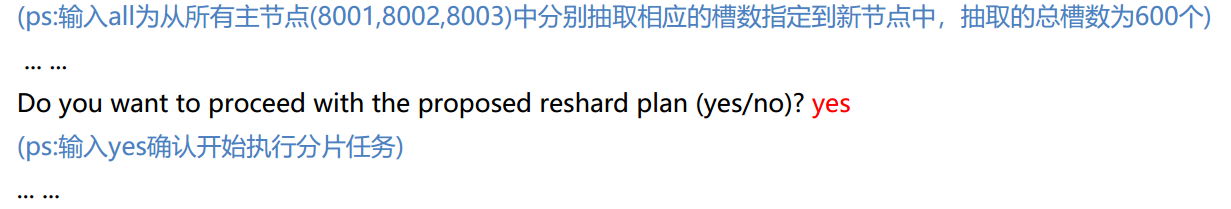 (ps:输入all为从所有主节点(8001,8002,8003)中分别抽取相应的槽数指定到新节点中，抽取的总槽数为600个)
... ...
Do you want to proceed with the proposed reshard plan (yes/no)? yes
(ps:输入yes确认开始执行分片任务)
... ...